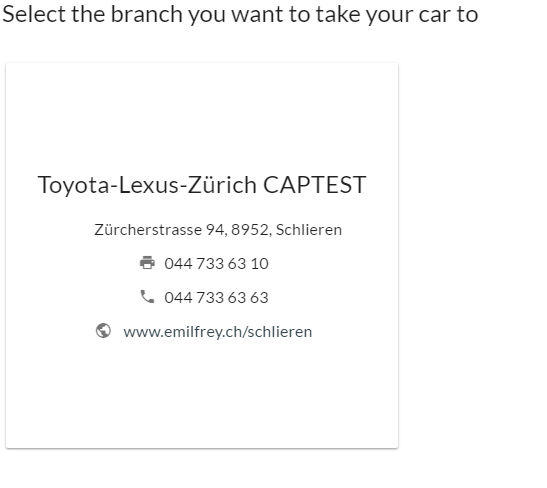 Select the branch you want to take your car to
Toyota-Lexus-Zürich CAPTEST
Zürcherstrasse 94, 8952, Schlieren
044 733 63 10
044 733 63 63
www.emilfrey.ch/schlieren